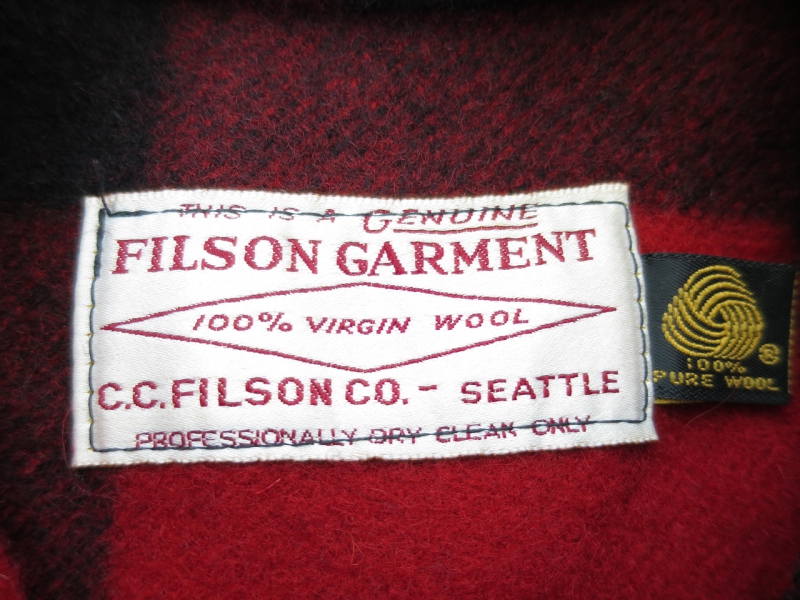 THIS IS A GENUINE
FILSON GARMENT
100% VIRGIN WOOL
C.C. FILSON CO. - SEATTLE
PROFESSIONALLY DRY CLEAN ONLY
®
100%
PURE WOOL